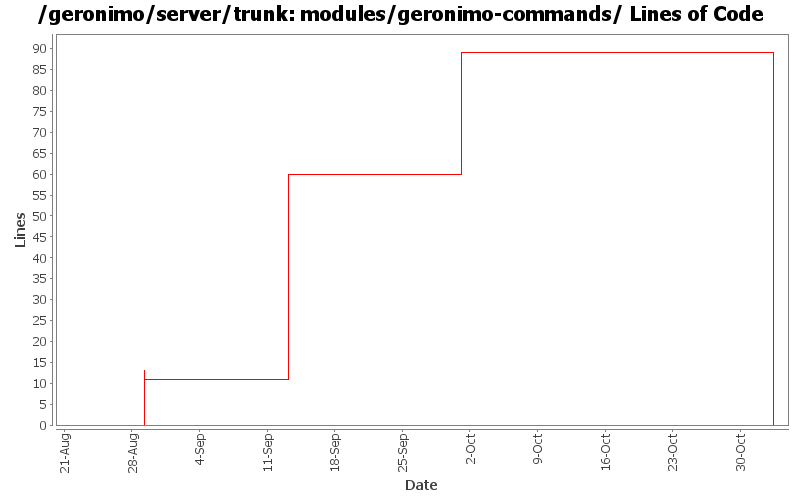 /geronimo/server/trunk: modules/geronimo-commands/ Lines of Code
90
85
80
75
70
65
60
55
50
45
40
35
30
25
20
15
10
5
0
Lines
21-Aug
28-Aug
4-Sep
11-Sep
18-Sep
25-Sep
2-Oct
9-Oct
16-Oct
23-Oct
30-Oct
Date